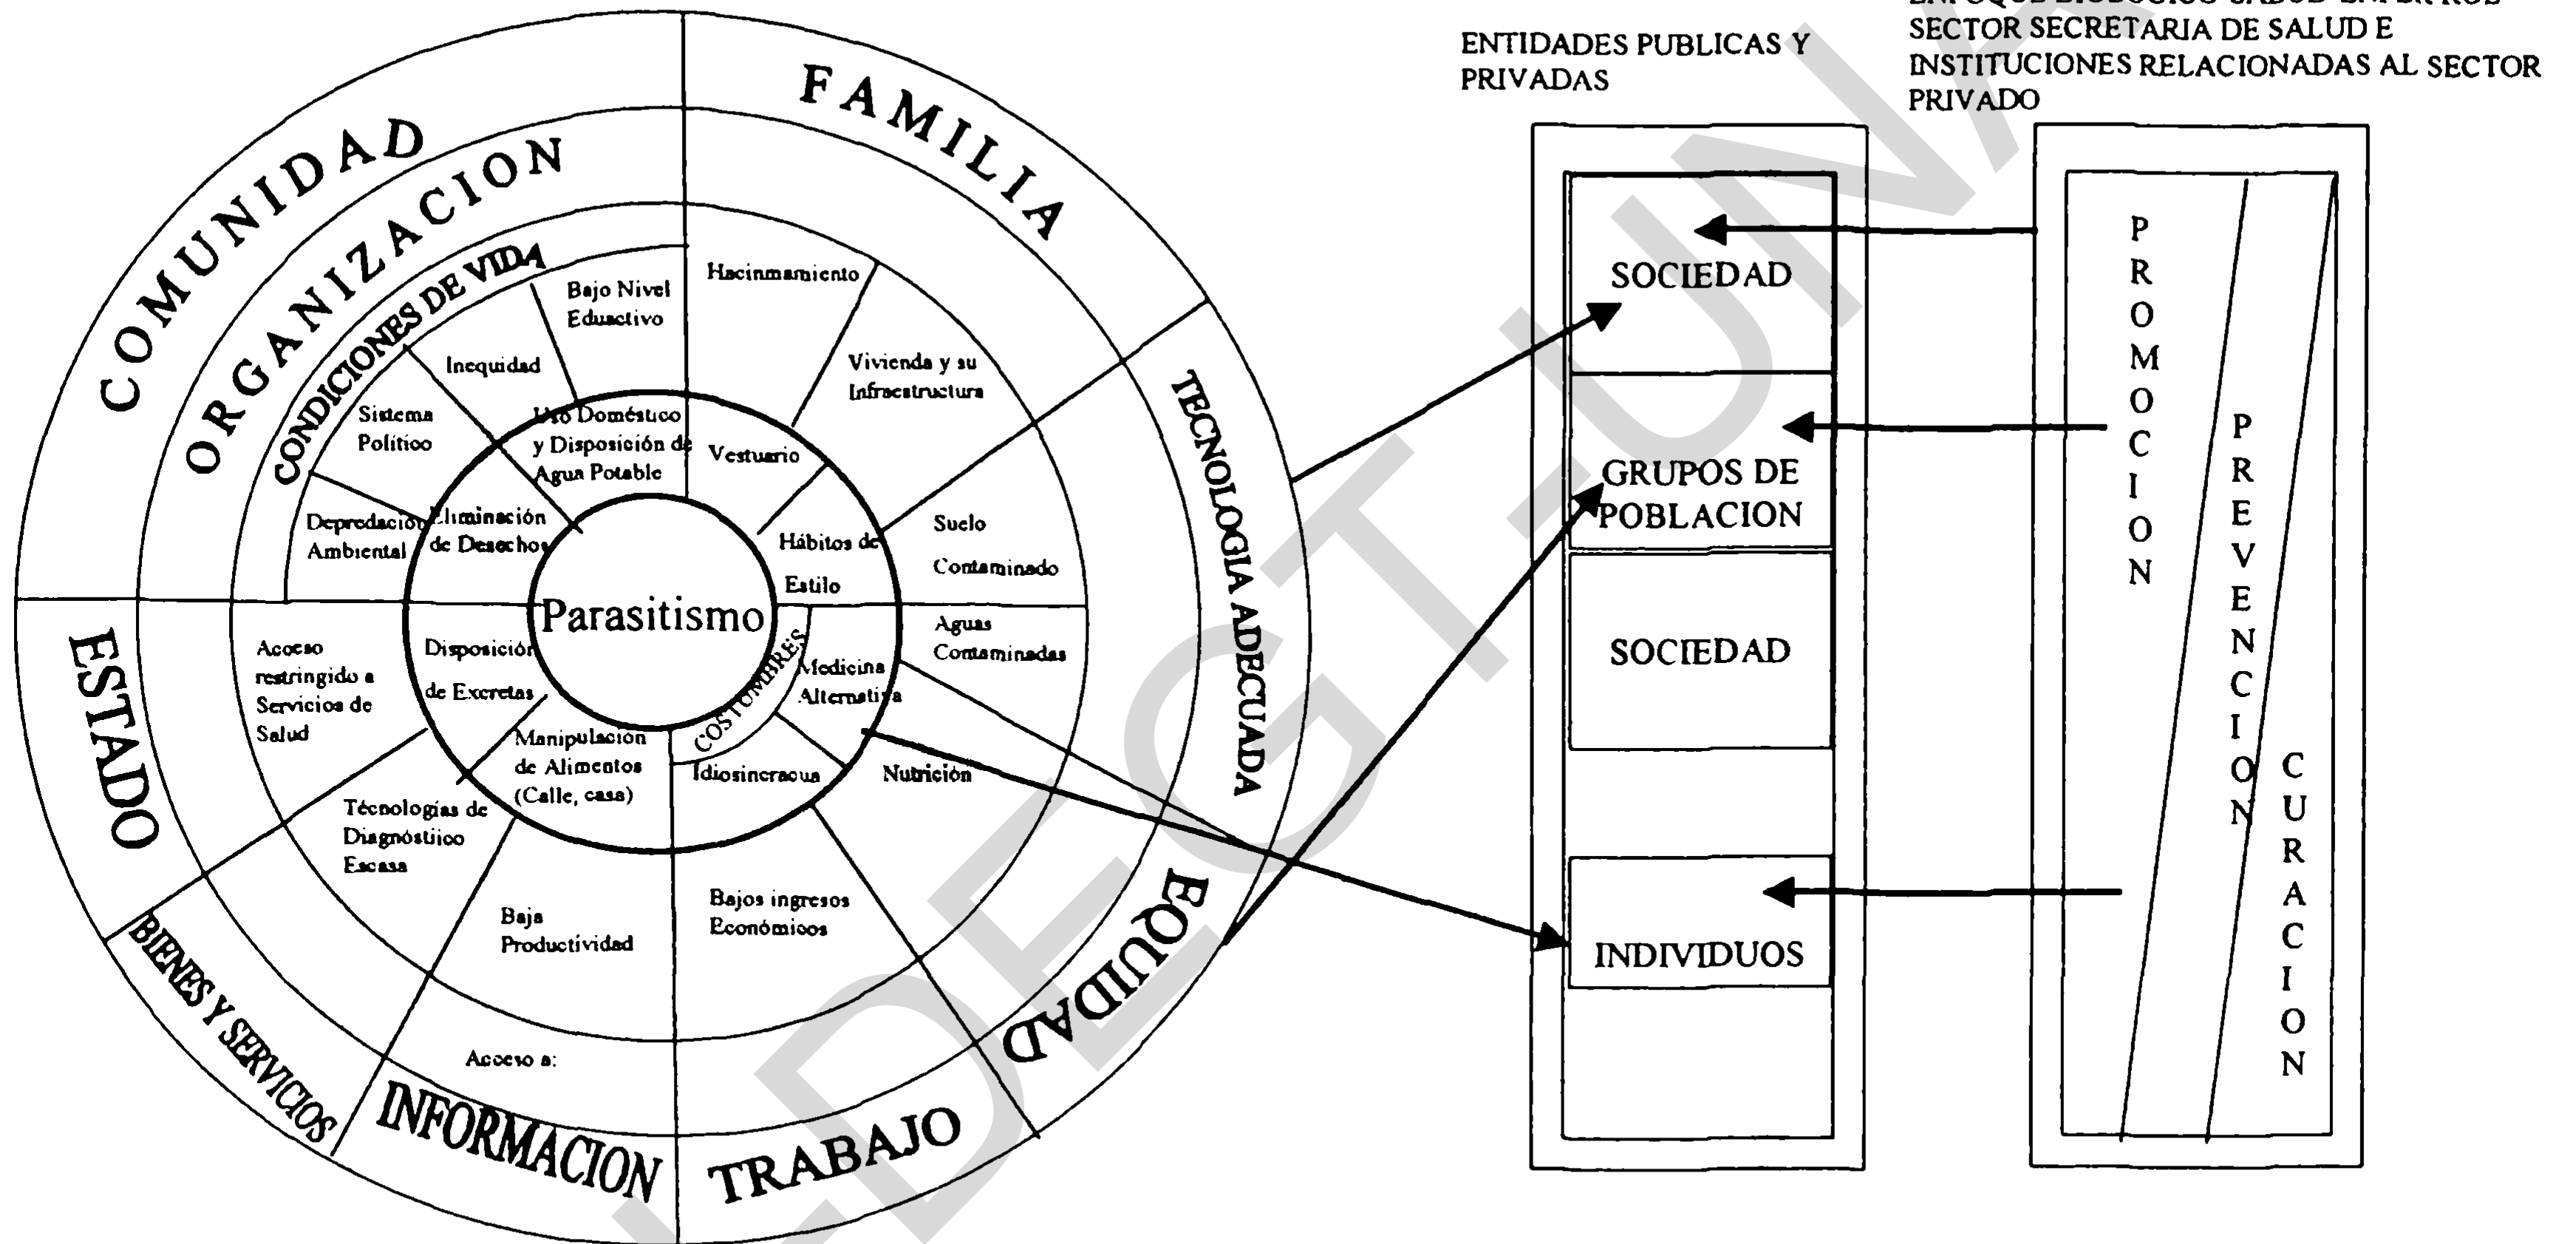 SECTOR SECRETARIA DE SALUD E
INSTITUCIONES RELACIONADAS AL SECTOR
PRIVADO
ENTIDADES PUBLICAS Y
PRIVADAS
COMUNIDAD
FAMILIA
ORGANIZACION
CONDICIONES DE VIDA
TECNOLOGIA ADECUADA
EQUIDAD
TRABAJO
INFORMACION
BIENES Y SERVICIOS
ESTADO
Bajo Nivel
Eduactivo
Hacinmamiento
Inequidad
Vivienda y su
Infraestructura
Sistema
Político
Depredación
Ambiental
Suelo
Contaminado
Aguas
Contaminadas
Nutrición
Bajos ingresos
Económicos
Baja
Productívidad
Acceso a:
Técnologías de
Diagnóstiico
Escasa
Acceso
restringido a
Servicios de
Salud
Uso Doméstico
y Disposición de
Agua Potable
Vestuario
Hábitos de
Estilo
Eliminación
de Desechos
Parasitismo
COSTUMBRES
Medicina
Alternativa
Idiosincracua
Manipulación
de Alimentos
(Calle, casa)
Disposición
de Excretas
SOCIEDAD
GRUPOS DE
POBLACION
SOCIEDAD
INDIVIDUOS
PROMOCION
PREVENCION
CURACION